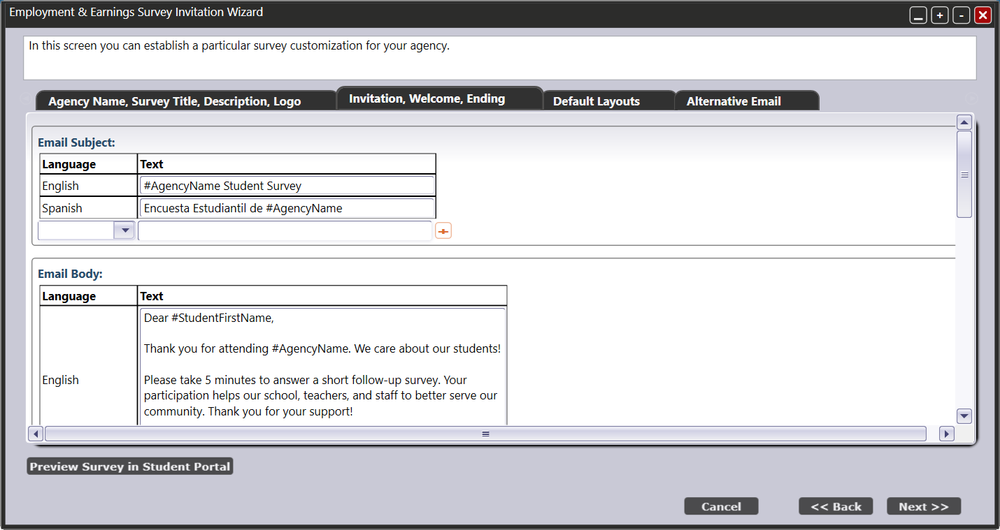 Employment & Earnings Survey Invitation Wizard
In this screen you can establish a particular survey customization for your agency.
Agency Name, Survey Title, Description, Logo
Invitation, Welcome, Ending
Default Layouts
Alternative Email
Email Subject:
Language Text
English #AgencyName Student Survey
Spanish Encuesta Estudiantil de #AgencyName
Email Body:
Language Text
Dear #StudentFirstName,
Thank you for attending #AgencyName. We care about our students!
English
Please take 5 minutes to answer a short follow-up survey. Your
participation helps our school, teachers, and staff to better serve our
community. Thank you for your support!
Preview Survey in Student Portal
Cancel
<< Back
Next >>